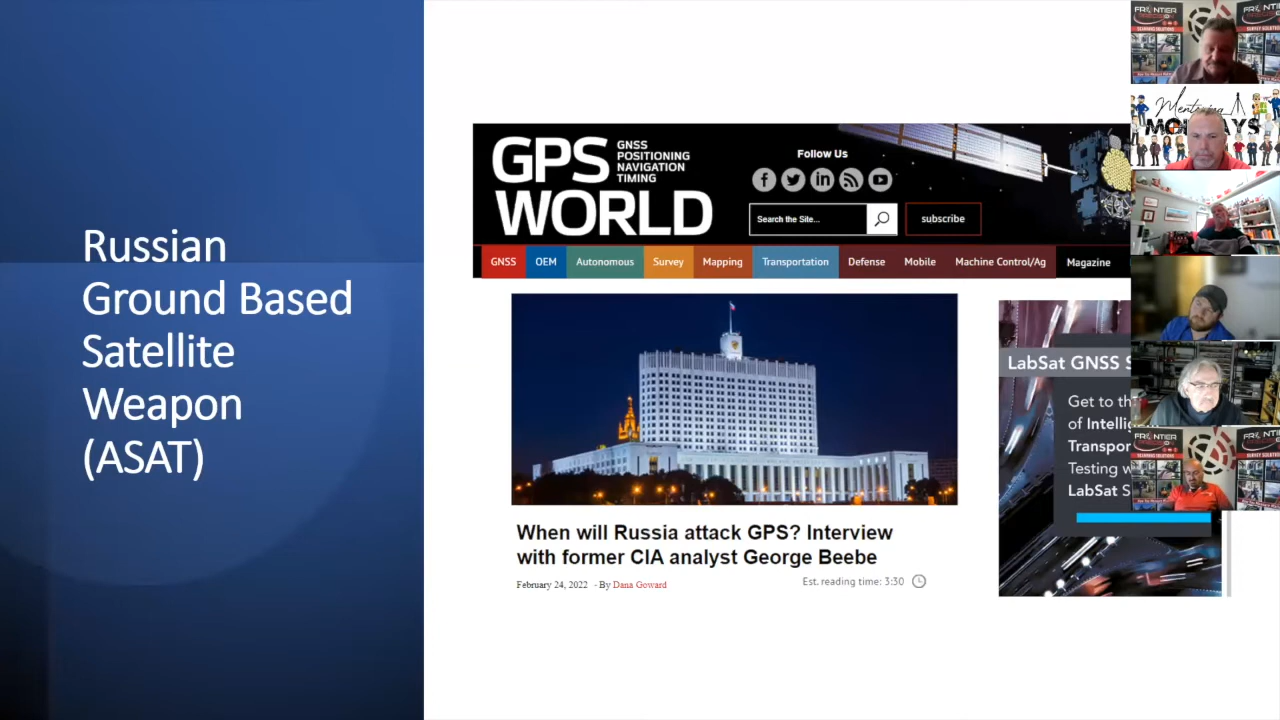 Russian
Ground Based
Satellite
Weapon
(ASAT)
GPS
WORLD
GNSS
POSITIONING
NAVIGATION
TIMING
Follow Us
Search the Site...
subscribe
GNSS OEM Autonomous Survey Mapping Transportation Defense Mobile Machine Control/Ag Magazine
When will Russia attack GPS? Interview
with former CIA analyst George Beebe
February 24, 2022 - By Dana Goward
Est. reading time: 3:30
LabSat GNSS S
Get to th
of Intellig
Transpor
Testing w
LabSat S
Mentoring